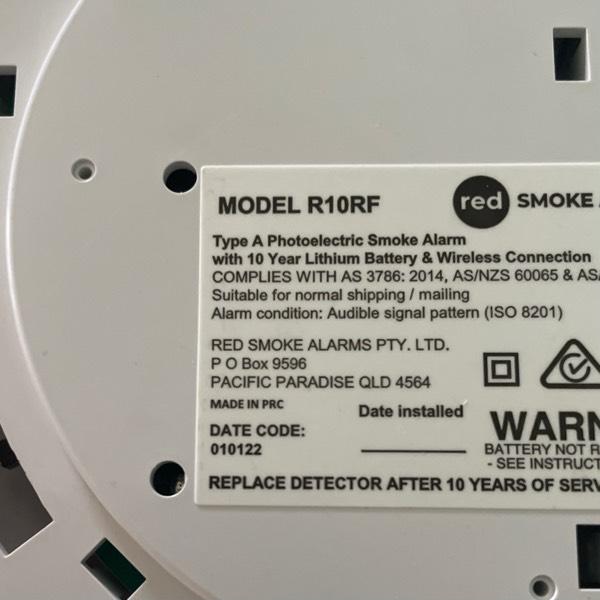 MODEL R10RF
red SMOKE
Type A Photoelectric Smoke Alarm
with 10 Year Lithium Battery & Wireless Connection
COMPLIES WITH AS 3786: 2014, AS/NZS 60065 &
Suitable for normal shipping / mailing
Alarm condition: Audible signal pattern (ISO 8201)
RED SMOKE ALARMS PTY. LTD.
P O Box 9596
PACIFIC PARADISE QLD 4564
MADE IN PRC
Date installed
DATE CODE:
010122
WARN
BATTERY NOT R
- SEE INSTRUCT
REPLACE DETECTOR AFTER 10 YEARS OF SERV